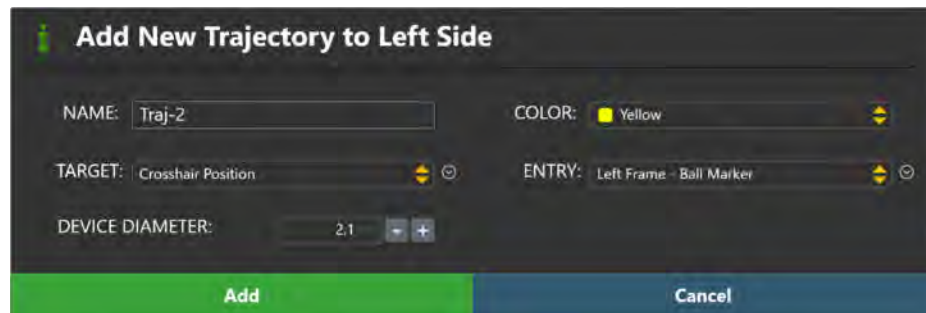 Add New Trajectory to Left Side
NAME: Traj-2 COLOR: Yellow
TARGET: Crosshair Position ENTRY: Left Frame - Ball Marker
DEVICE DIAMETER: 2.1 - +
Add Cancel